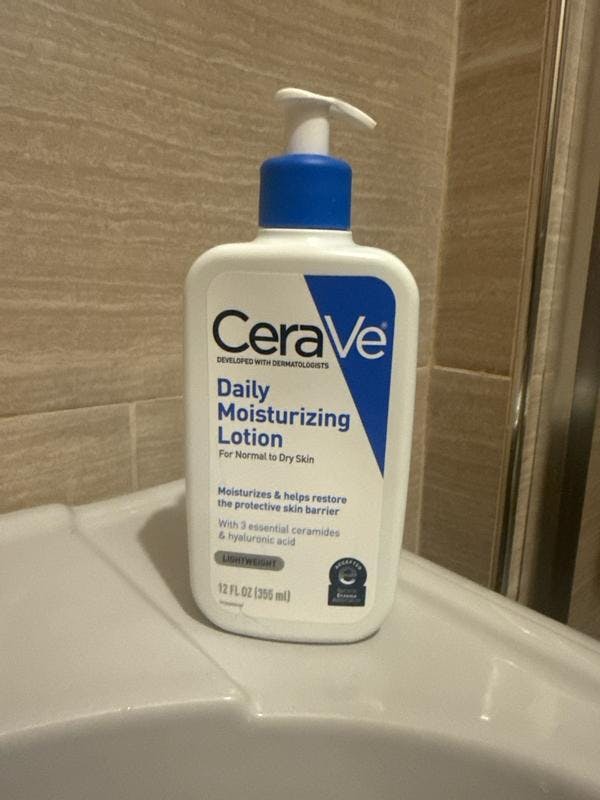 CeraVe®
DEVELOPED WITH DERMATOLOGISTS
Daily
Moisturizing
Lotion
For Normal to Dry Skin
Moisturizes & helps restore
the protective skin barrier
With 3 essential ceramides
& hyaluronic acid
LIGHTWEIGHT
12 FL OZ (355 ml)
ACCEPTED
Eczema